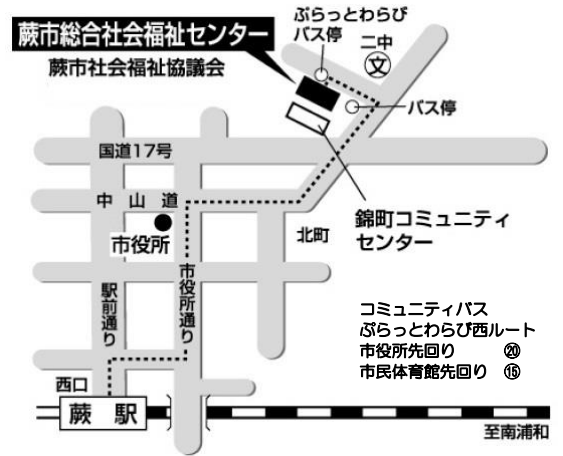 ぷらっとわらび
バス停
蕨市総合社会福祉センター
蕨市社会福祉協議会
二中
文
バス停
国道17号
中山道
錦町コミュニティ
センター
市役所
北町
市役所通り
駅前通り
コミュニティバス
ぷらっとわらび西ルート
市役所先回り ⑳
市民体育館先回り ⑮
西口
蕨駅
至南浦和